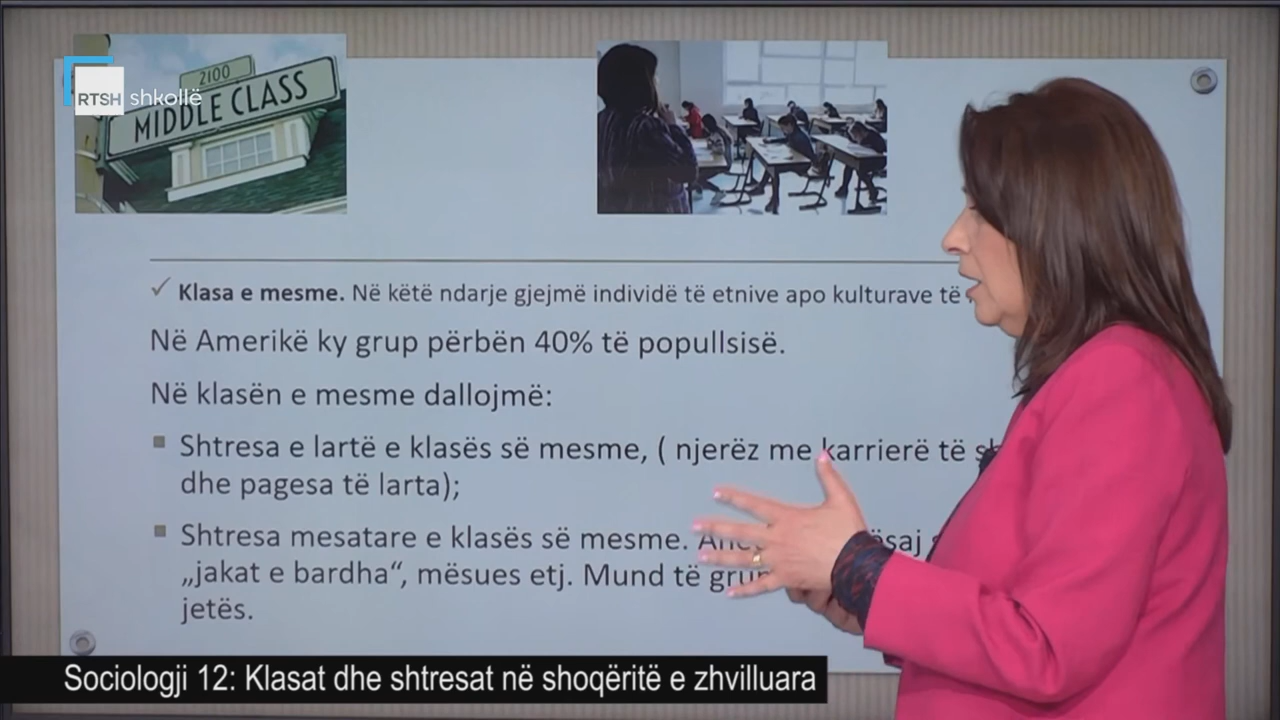 2100
MIDDLE CLASS
RTSH shkollë
✓ Klasa e mesme. Në këtë ndarje gjejmë individë të etnive apo kulturave të
Në Amerikë ky grup përbën 40% të popullsisë.
Në klasën e mesme dallojmë:
▪ Shtresa e lartë e klasës së mesme, ( njerëz me karrierë të
dhe pagesa të larta);
▪ Shtresa mesatare e klasës së mesme.
„jakat e bardha“, mësues etj. Mund të
jetës.
Sociologji 12: Klasat dhe shtresat në shoqëritë e zhvilluara